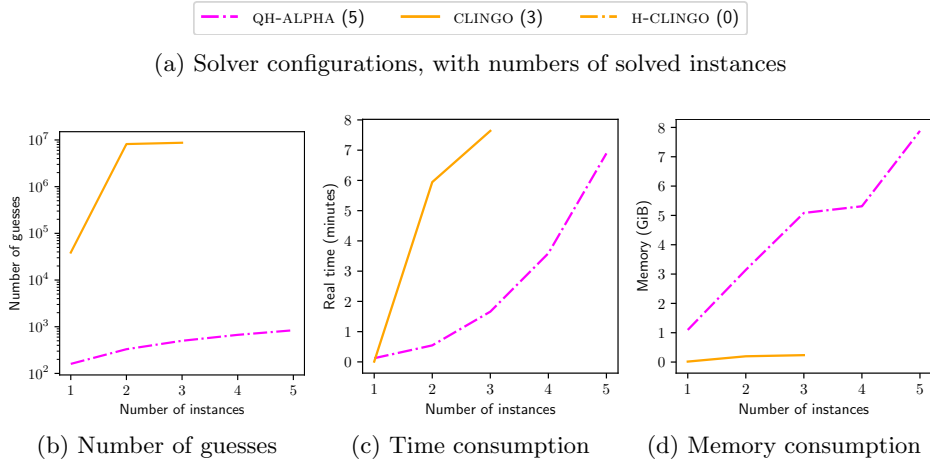 QH-ALPHA (5) CLINGO (3) H-CLINGO (0)
(a) Solver configurations, with numbers of solved instances
Number of guesses
10^7
10^6
10^5
10^4
10^3
10^2
1 2 3 4 5
Number of instances
(b) Number of guesses
Real time (minutes)
8
7
6
5
4
3
2
1
0
1 2 3 4 5
Number of instances
(c) Time consumption
Memory (GiB)
8
7
6
5
4
3
2
1
0
1 2 3 4 5
Number of instances
(d) Memory consumption